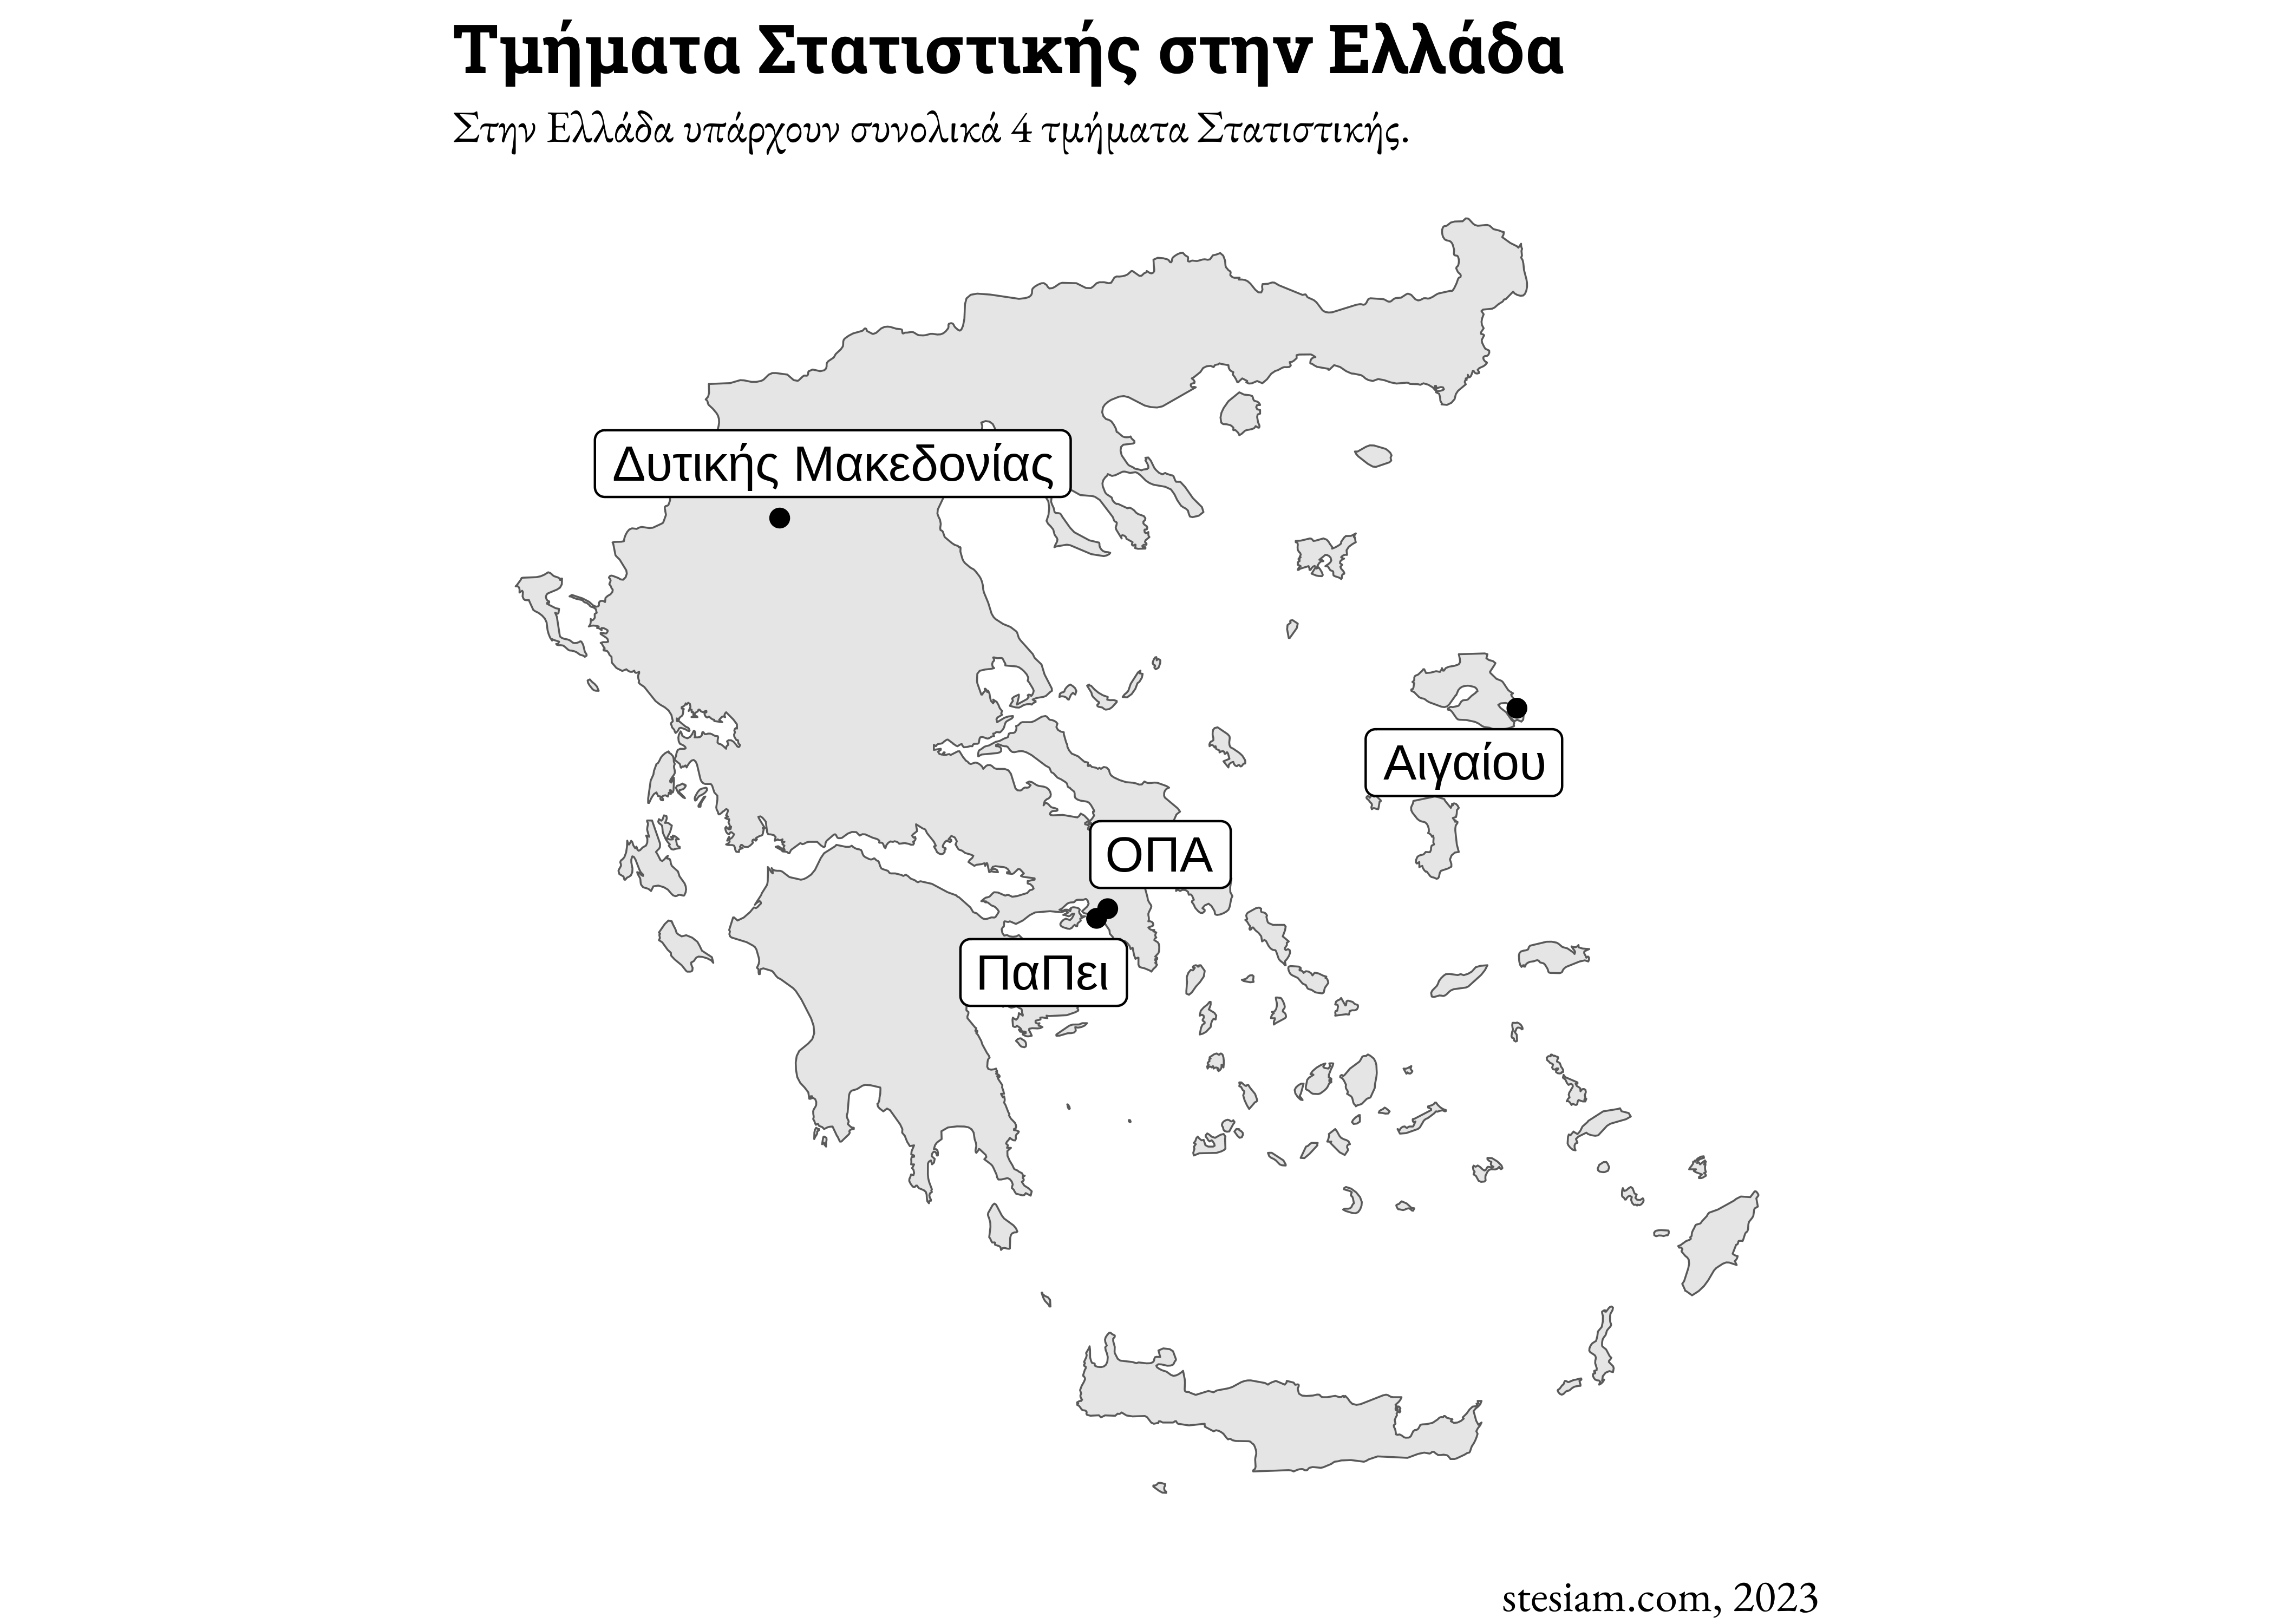 Τμήματα Στατιστικής στην Ελλάδα
Στην Ελλάδα υπάρχουν συνολικά 4 τμήματα Στατιστικής.
Δυτικής Μακεδονίας
Αιγαίου
ΟΠΑ
ΠαΠει
stesiam.com, 2023